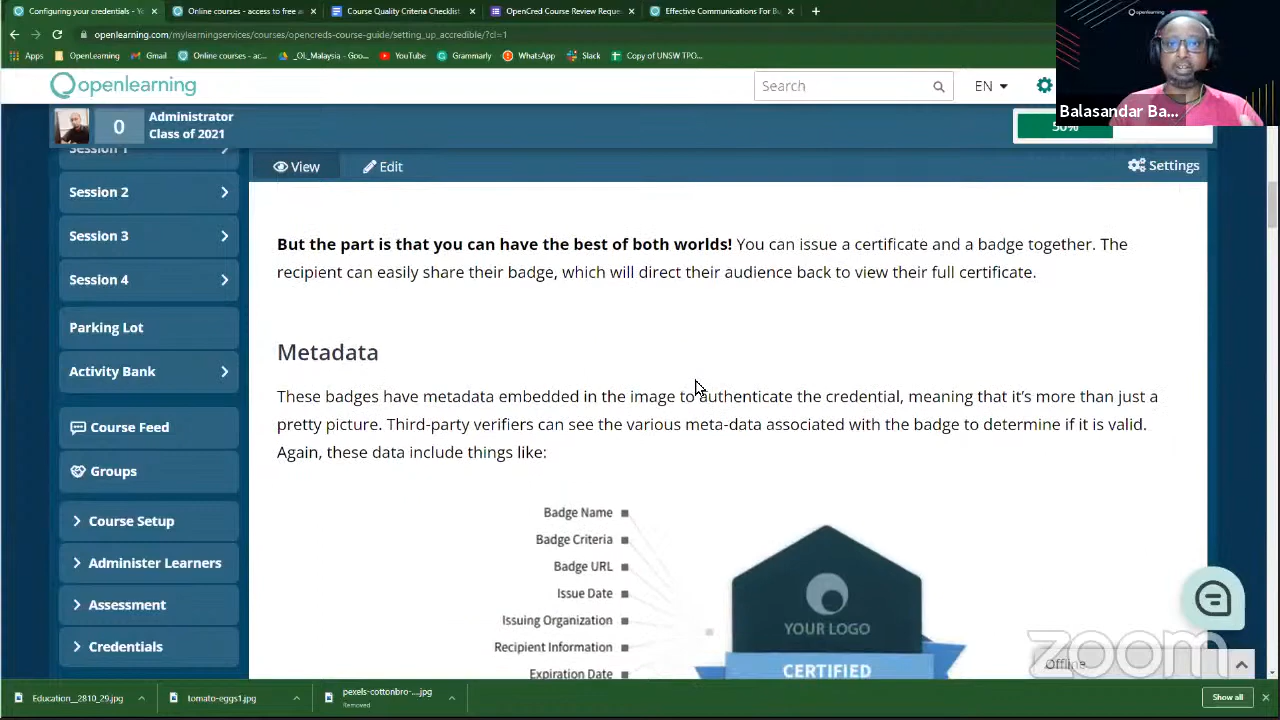 Configuring your credentials - Y
Online courses - access to free a
Course Quality Criteria Checklist
OpenCred Course Review Reque
Effective Communications For Bu
openlearning.com/mylearningservices/courses/opencreds-course-guide/setting_up_accredible/?cl=1
Apps
OpenLearning
Gmail
Online courses - ac...
_OL_Malaysia - Goo...
YouTube
Grammarly
WhatsApp
Slack
Copy of UNSW TPO...
openlearning
Balasandar Ba...
openlearning
Search
EN
0
Administrator
Class of 2021
50%
Session 1
Session 2
Session 3
Session 4
Parking Lot
Activity Bank
Course Feed
Groups
Course Setup
Administer Learners
Assessment
Credentials
View
Edit
Settings
But the part is that you can have the best of both worlds! You can issue a certificate and a badge together. The
recipient can easily share their badge, which will direct their audience back to view their full certificate.
Metadata
These badges have metadata embedded in the image to authenticate the credential, meaning that it's more than just a
pretty picture. Third-party verifiers can see the various meta-data associated with the badge to determine if it is valid.
Again, these data include things like:
Badge Name
Badge Criteria
Badge URL
Issue Date
Issuing Organization
Recipient Information
Expiration Date
YOUR LOGO
CERTIFIED
zoom
Offline
Education__2810_29.jpg
tomato-eggs1.jpg
pexels-cottonbro-....jpg
Removed
Show all